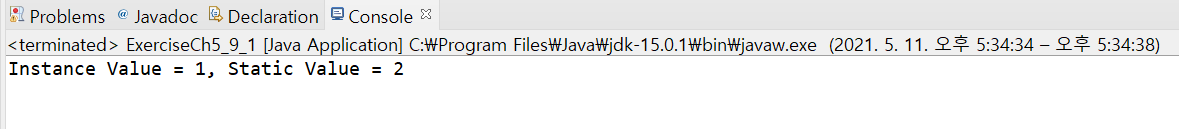 Problems @ Javadoc Declaration Console
<terminated> ExerciseCh5_9_1 [Java Application] C:₩Program Files₩Java₩jdk-15.0.1₩bin₩javaw.exe (2021. 5. 11. 오후 5:34:34 – 오후 5:34:38)
Instance Value = 1, Static Value = 2